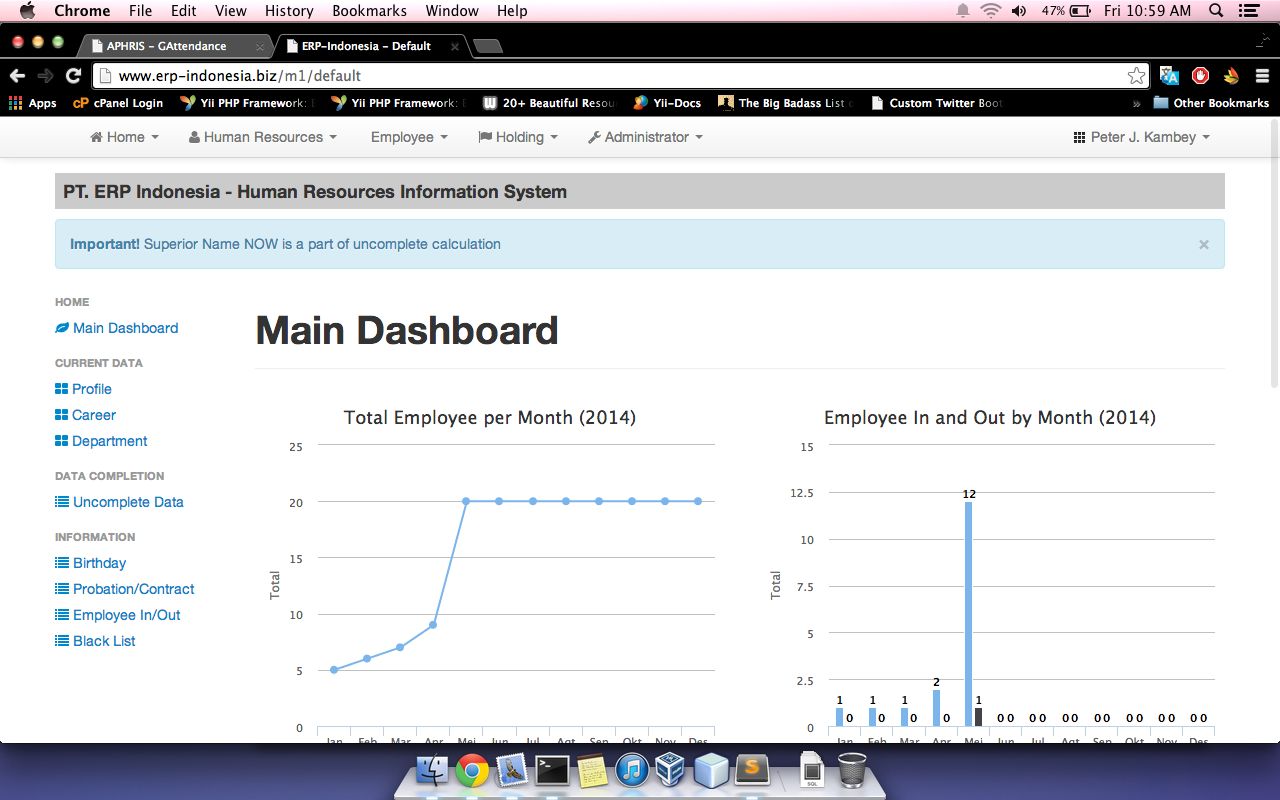 Chrome File Edit View History Bookmarks Window Help 47% Fri 10:59 AM
APHRIS – GAttendance
ERP-Indonesia – Default
www.erp-indonesia.biz/m1/default
Apps cPanel Login Yii PHP Framework: Yii PHP Framework: 20+ Beautiful Resou Yii-Docs The Big Badass List Custom Twitter Boot » Other Bookmarks
Home Human Resources Employee Holding Administrator Peter J. Kambey
PT. ERP Indonesia - Human Resources Information System
Important! Superior Name NOW is a part of uncomplete calculation ×
HOME
Main Dashboard
CURRENT DATA
Profile
Career
Department
DATA COMPLETION
Uncomplete Data
INFORMATION
Birthday
Probation/Contract
Employee In/Out
Black List
Main Dashboard
Total Employee per Month (2014)
Total
25
20
15
10
5
0
Jan Feb Mar Apr Mei Jun Jul Agt Sep Okt Nov Des
Employee In and Out by Month (2014)
Total
15
12.5
10
7.5
5
2.5
0
1 0 1 0 1 0 2 0 12 1 0 0 0 0 0 0 0 0 0 0 0 0 0 0
Jan Feb Mar Apr Mei Jun Jul Agt Sep Okt Nov Des
SQL